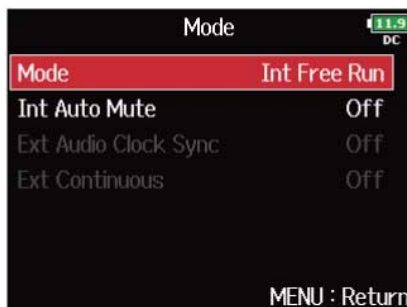 Mode
11.9
DC
Mode Int Free Run
Int Auto Mute Off
Ext Audio Clock Sync Off
Ext Continuous Off
MENU : Return